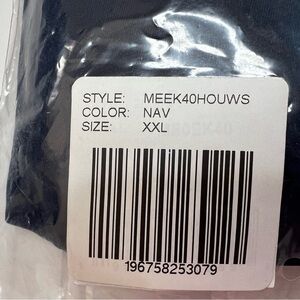 STYLE: MEEK40HOUWS
COLOR: NAV
SIZE: XXL
196758253079